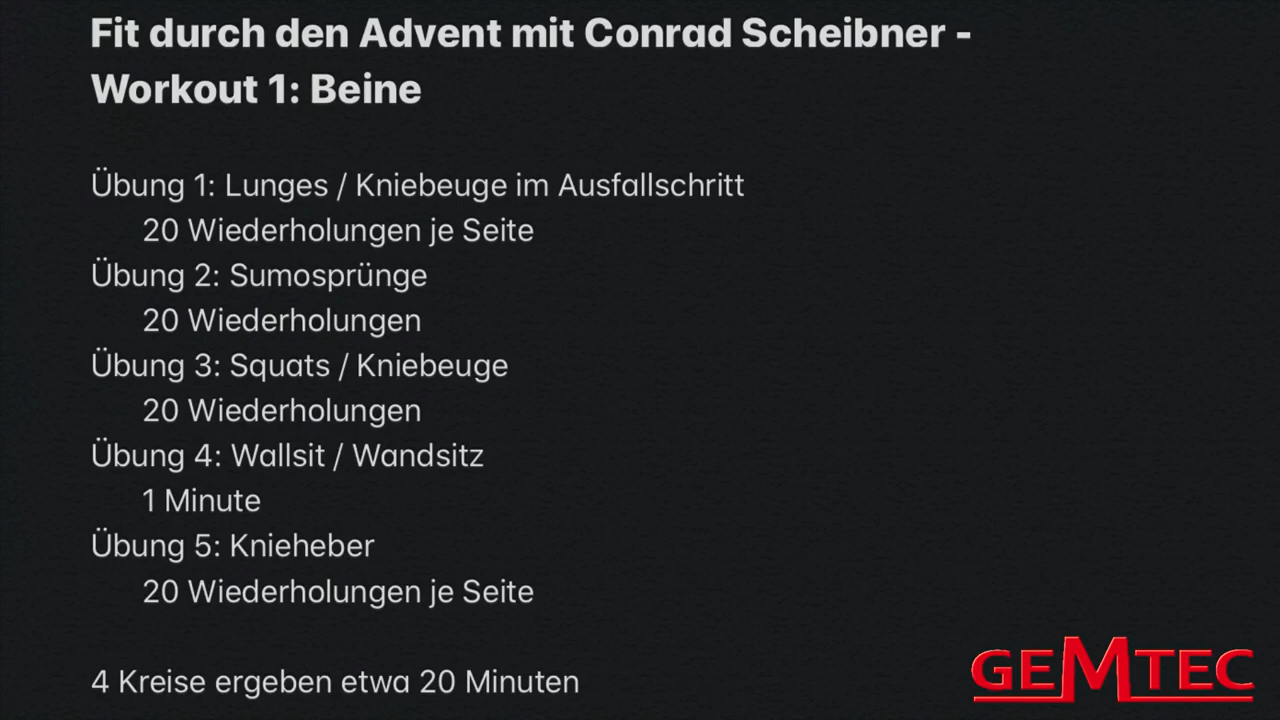 Fit durch den Advent mit Conrad Scheibner -
Workout 1: Beine
Übung 1: Lunges / Kniebeuge im Ausfallschritt
20 Wiederholungen je Seite
Übung 2: Sumosprünge
20 Wiederholungen
Übung 3: Squats / Kniebeuge
20 Wiederholungen
Übung 4: Wallsit / Wandsitz
1 Minute
Übung 5: Knieheber
20 Wiederholungen je Seite
4 Kreise ergeben etwa 20 Minuten
GEMTEC